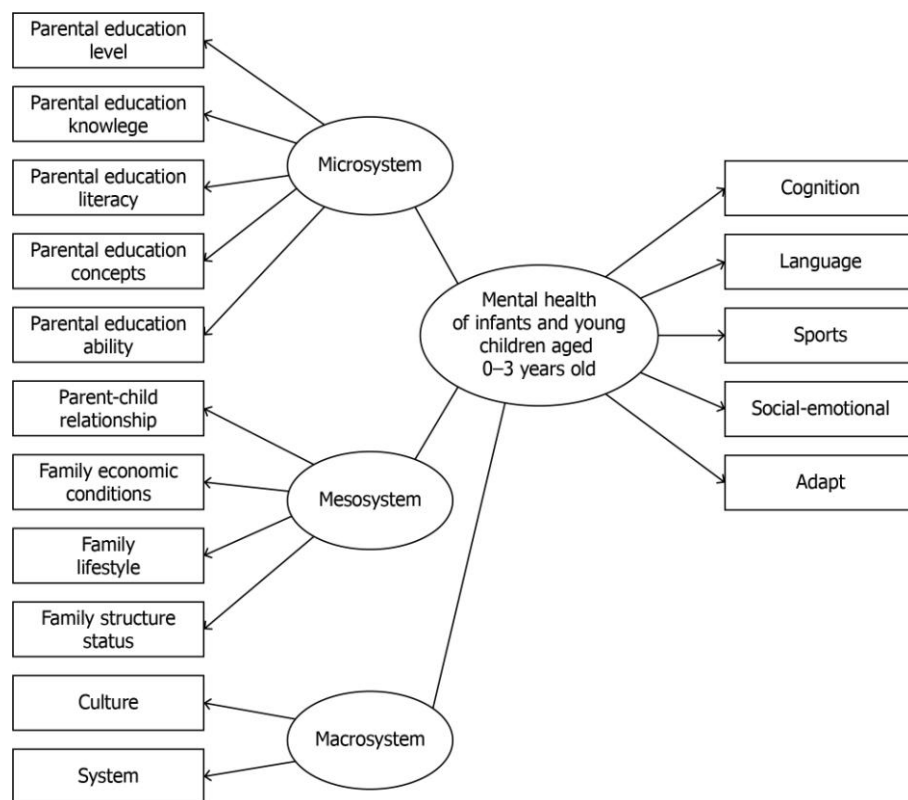 Parental education
level
Parental education
knowlege
Parental education
literacy
Parental education
concepts
Parental education
ability
Parent-child
relationship
Family economic
conditions
Family
lifestyle
Family structure
status
Culture
System
Microsystem
Mesosystem
Macrosystem
Mental health
of infants and young
children aged
0–3 years old
Cognition
Language
Sports
Social-emotional
Adapt